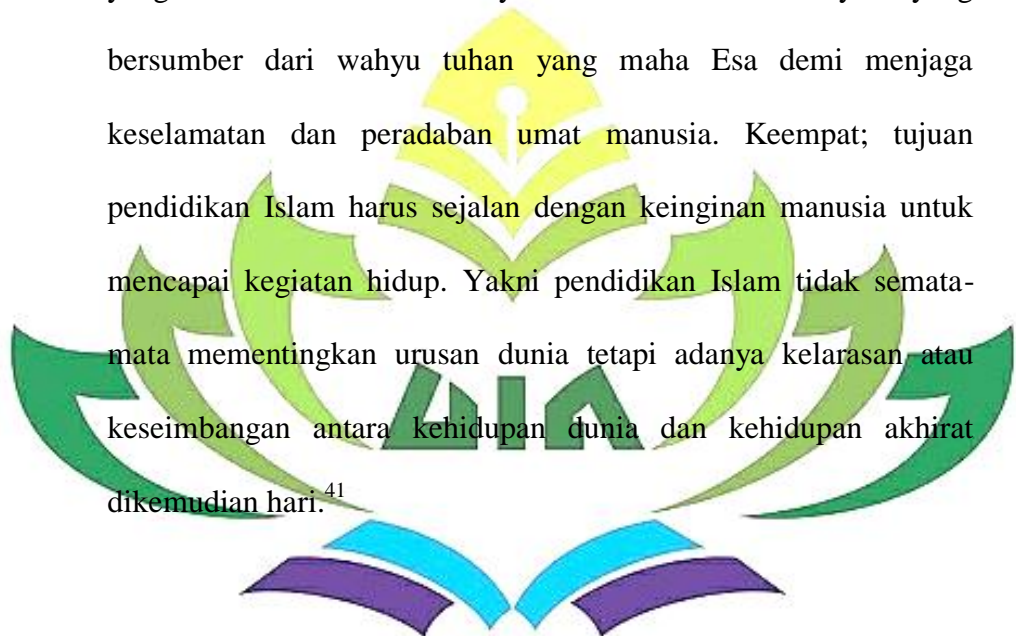 bersumber dari wahyu tuhan yang maha Esa demi menjaga
keselamatan dan peradaban umat manusia. Keempat; tujuan
pendidikan Islam harus sejalan dengan keinginan manusia untuk
mencapai kegiatan hidup. Yakni pendidikan Islam tidak semata-
mata mementingkan urusan dunia tetapi adanya kelarasan atau
keseimbangan antara kehidupan dunia dan kehidupan akhirat
UIN
dikemudian hari.41